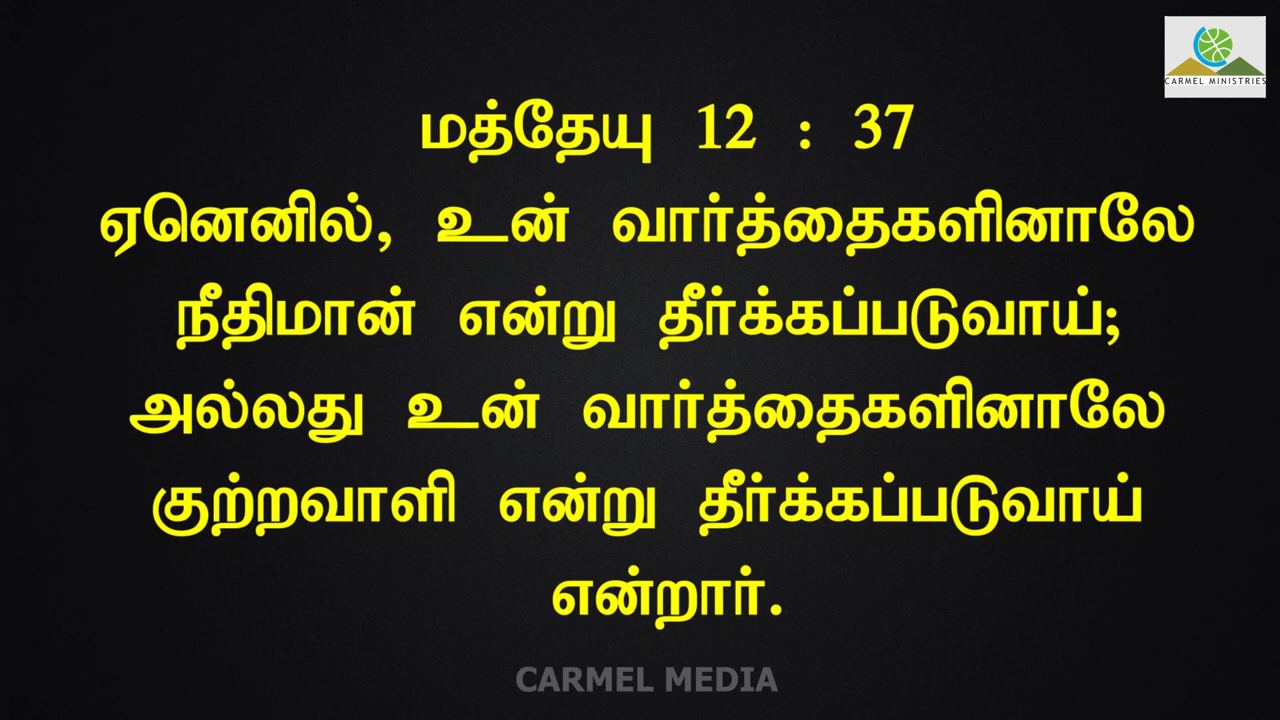 CARMEL MINISTRIES
மத்தேயு 12 : 37
ஏனெனில், உன் வார்த்தைகளினாலே
நீதிமான் என்று தீர்க்கப்படுவாய்;
அல்லது உன் வார்த்தைகளினாலே
குற்றவாளி என்று தீர்க்கப்படுவாய்
என்றார்.
CARMEL MEDIA